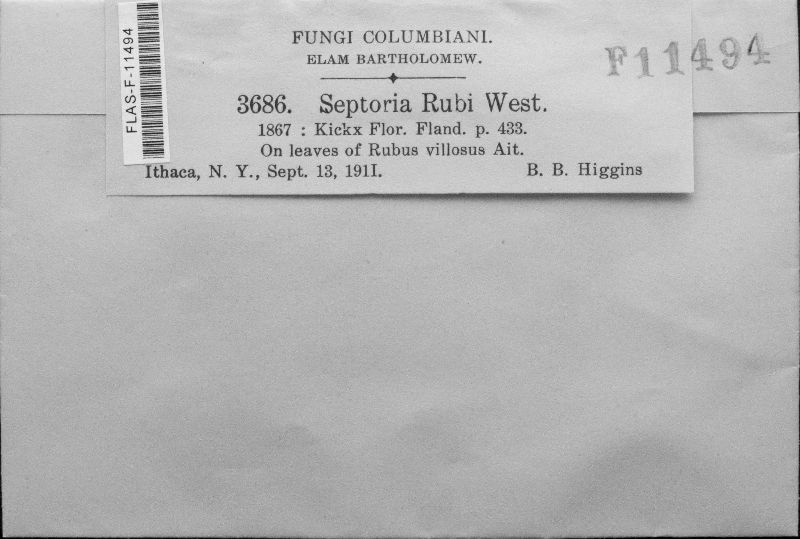 FUNGI COLUMBIANI.
ELAM BARTHOLOMEW.
3686. Septoria Rubi West.
1867 : Kickx Flor. Fland. p. 433.
On leaves of Rubus villosus Ait.
Ithaca, N. Y., Sept. 13, 1911. B. B. Higgins
FLAS-F-11494
F11494